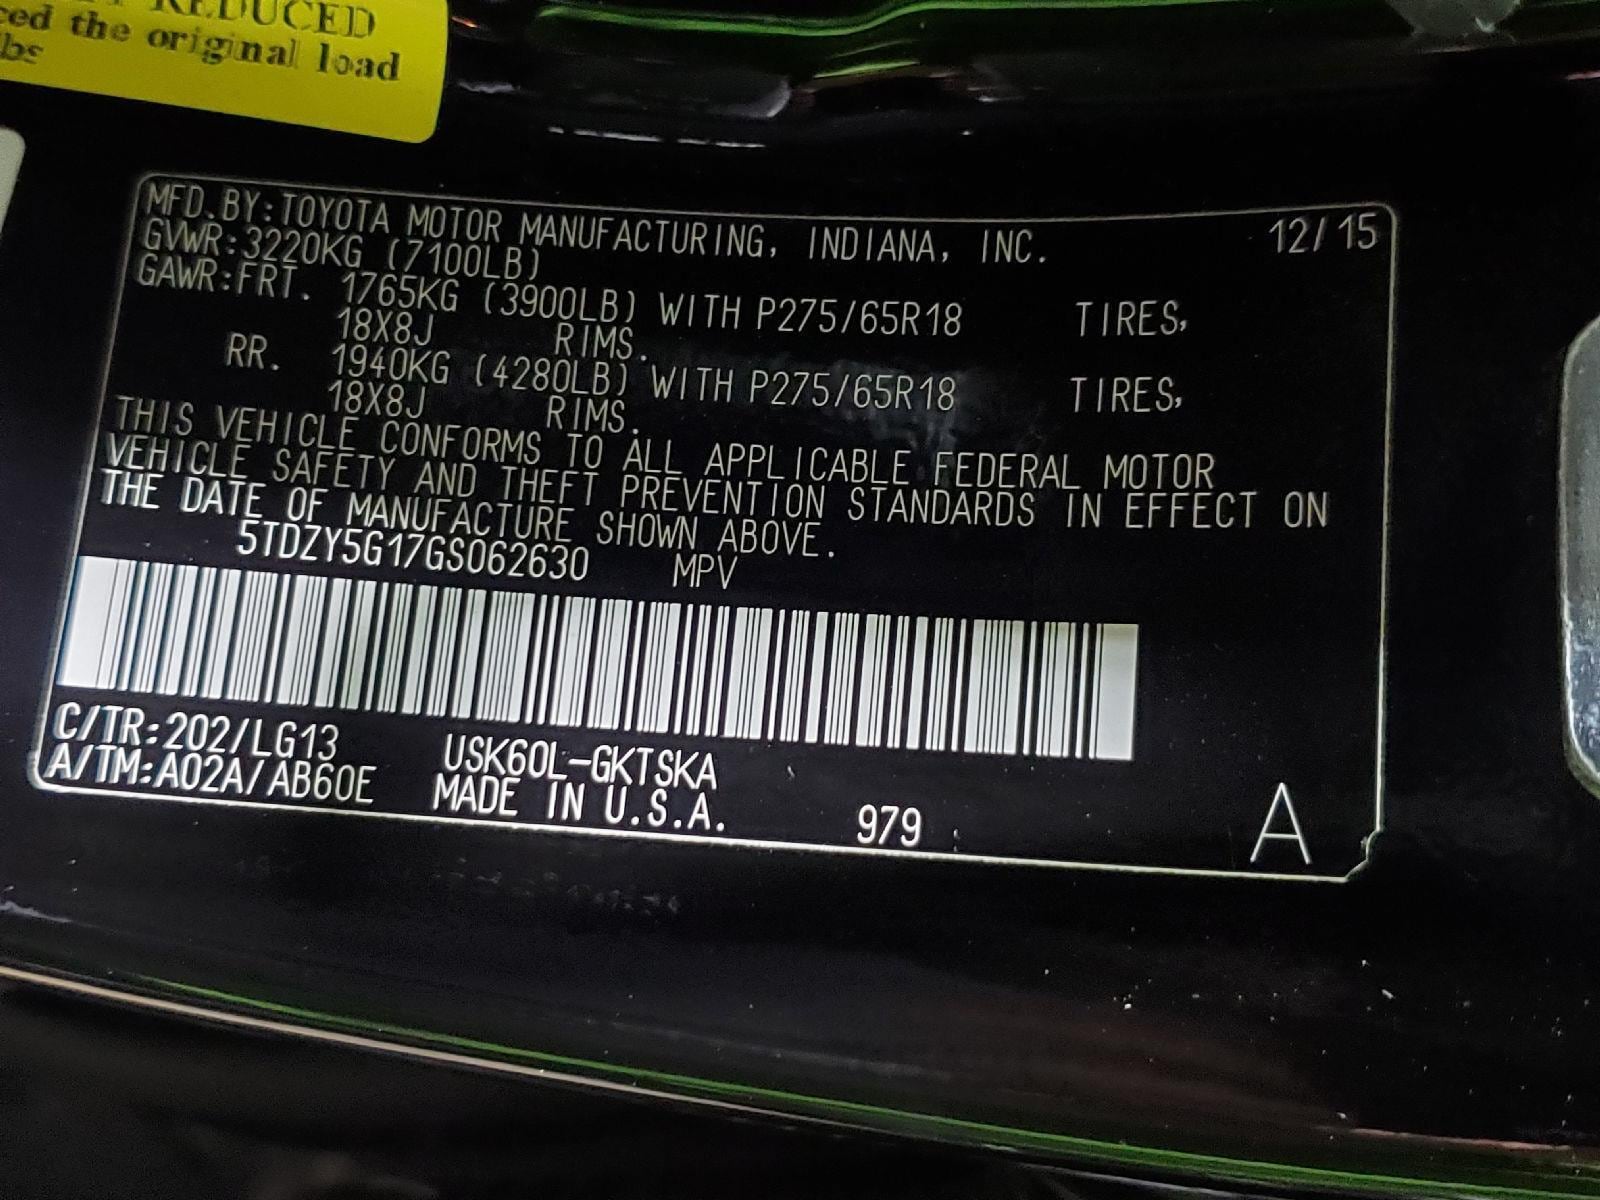 REDUCED
ced the original load
lbs
MFD.BY:TOYOTA MOTOR MANUFACTURING, INDIANA, INC. 12/15
GVWR:3220KG (7100LB)
GAWR:FRT. 1765KG (3900LB) WITH P275/65R18 TIRES,
18X8J RIMS.
RR. 1940KG (4280LB) WITH P275/65R18 TIRES,
18X8J RIMS.
THIS VEHICLE CONFORMS TO ALL APPLICABLE FEDERAL MOTOR
VEHICLE SAFETY AND THEFT PREVENTION STANDARDS IN EFFECT ON
THE DATE OF MANUFACTURE SHOWN ABOVE.
5TDZY5G17GS062630 MPV
C/TR:202/LG13 USK60L-GKTSKA
A/TM:A02A/AB60E MADE IN U.S.A. 979 A